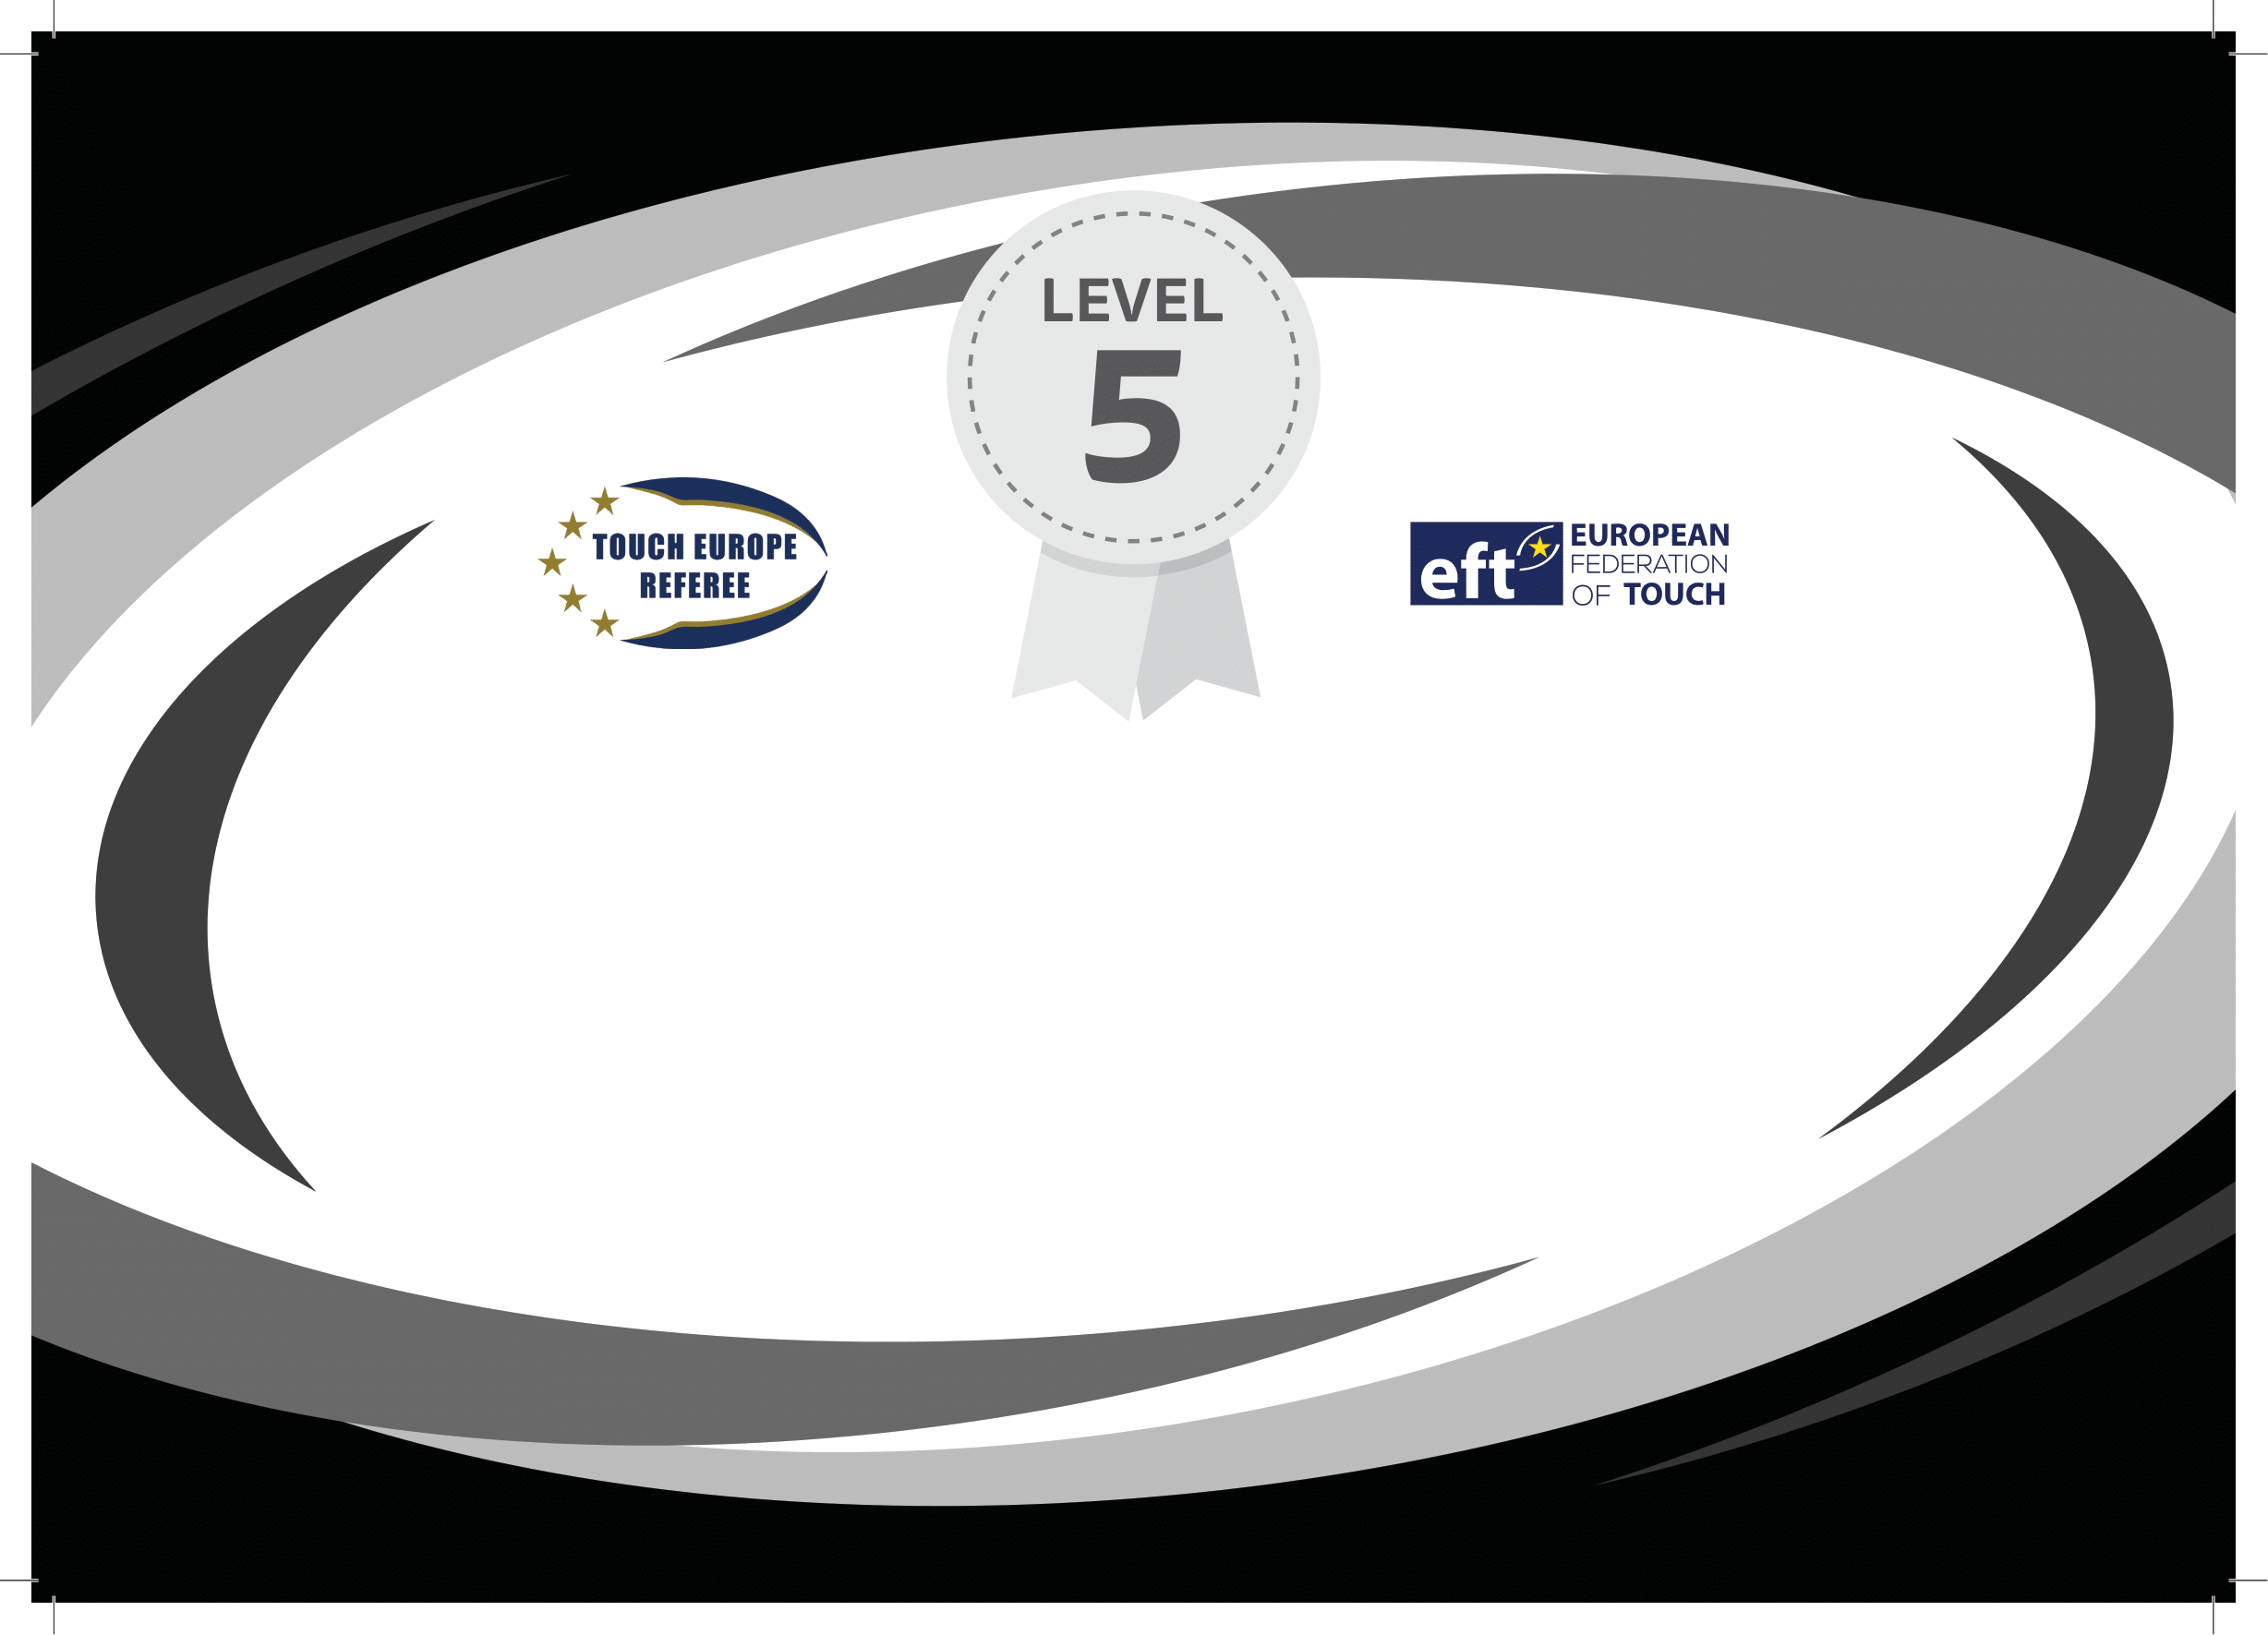 LEVEL
5
TOUCH EUROPE
REFEREE
eft
EUROPEAN
FEDERATION
OF TOUCH